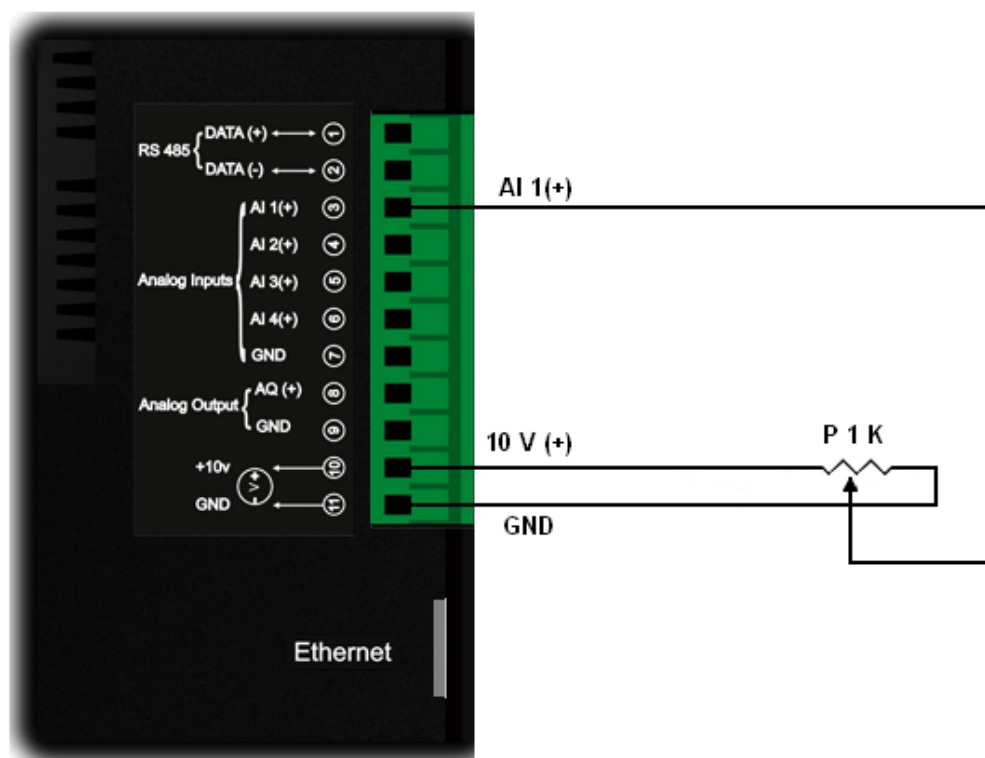 RS 485
DATA (+)
1
DATA (-)
2
Analog Inputs
AI 1(+)
3
AI 2(+)
4
AI 3(+)
5
AI 4(+)
6
GND
7
Analog Output
AQ (+)
8
GND
9
+10v
10
V
GND
11
AI 1(+)
10 V (+)
GND
P 1 K
Ethernet